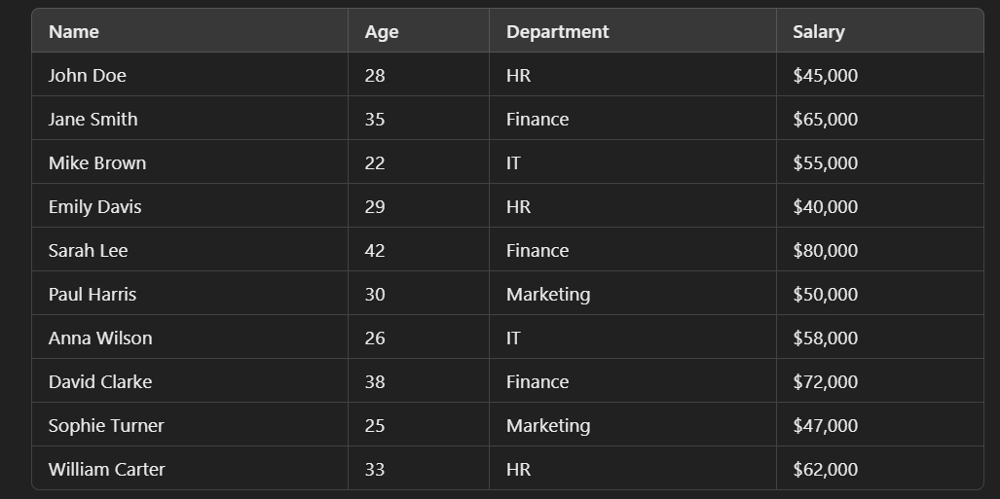 Name Age Department Salary
John Doe 28 HR $45,000
Jane Smith 35 Finance $65,000
Mike Brown 22 IT $55,000
Emily Davis 29 HR $40,000
Sarah Lee 42 Finance $80,000
Paul Harris 30 Marketing $50,000
Anna Wilson 26 IT $58,000
David Clarke 38 Finance $72,000
Sophie Turner 25 Marketing $47,000
William Carter 33 HR $62,000